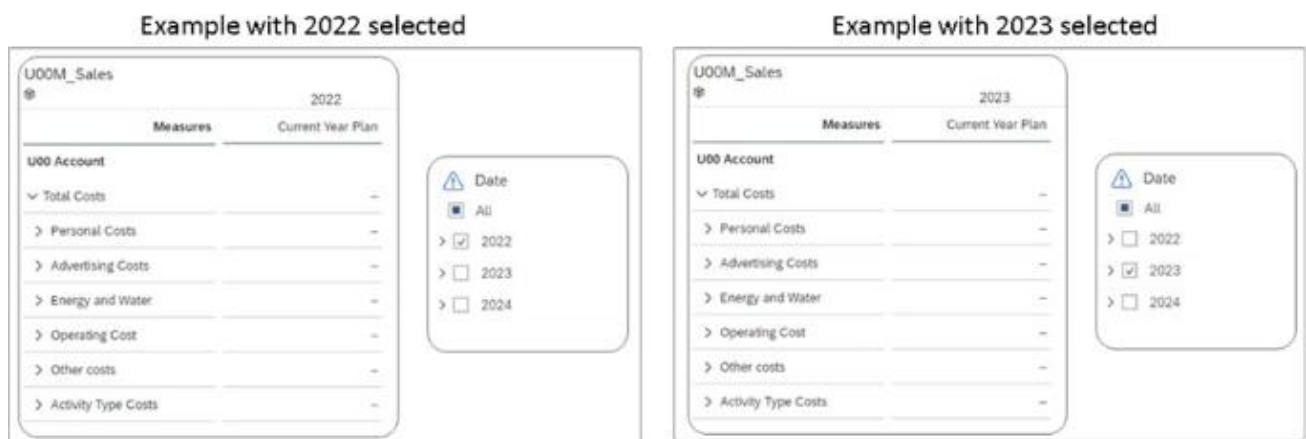 Example with 2022 selected
U00M_Sales
2022
Measures Current Year Plan
U00 Account
Total Costs –
Personal Costs –
Advertising Costs –
Energy and Water –
Operating Cost –
Other costs –
Activity Type Costs –
Date
All
2022
2023
2024
Example with 2023 selected
U00M_Sales
2023
Measures Current Year Plan
U00 Account
Total Costs –
Personal Costs –
Advertising Costs –
Energy and Water –
Operating Cost –
Other costs –
Activity Type Costs –
Date
All
2022
2023
2024